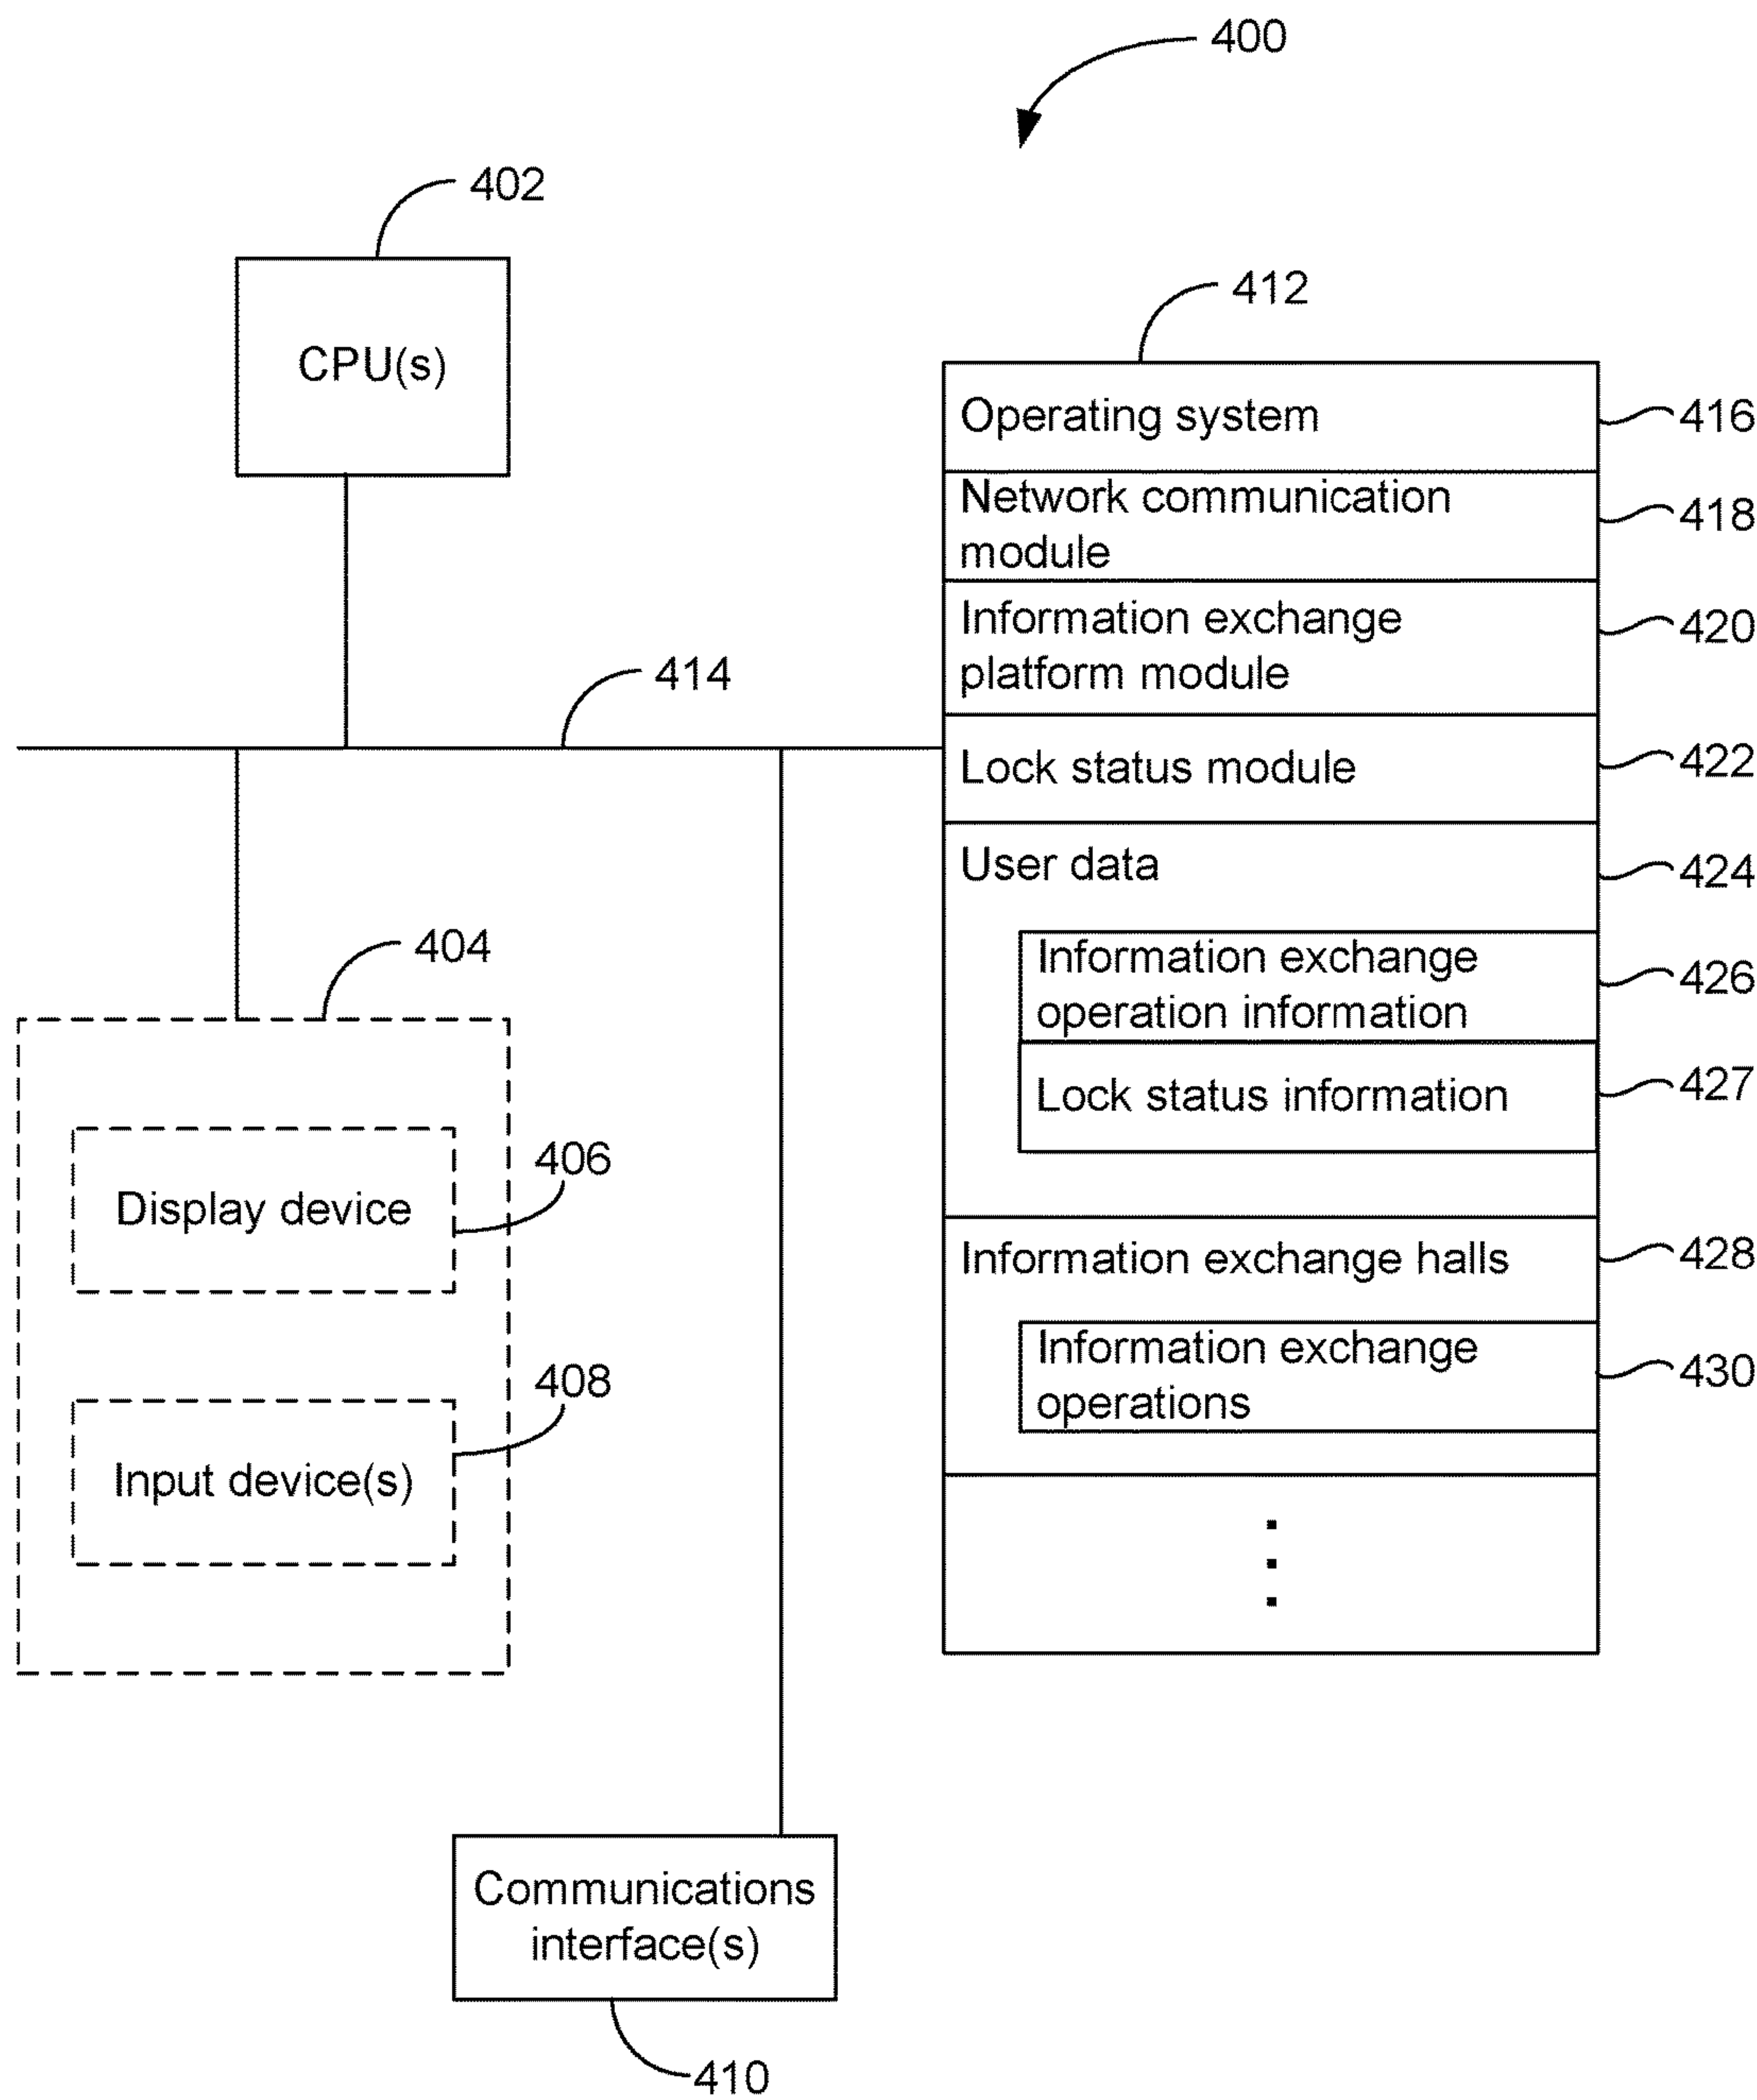 400
402
CPU(s)
412
Operating system
416
Network communication
module
418
Information exchange
platform module
420
414
Lock status module
422
User data
424
404
Information exchange
operation information
426
Lock status information
427
406
Display device
Information exchange halls
428
Information exchange
operations
430
408
Input device(s)
Communications
interface(s)
410